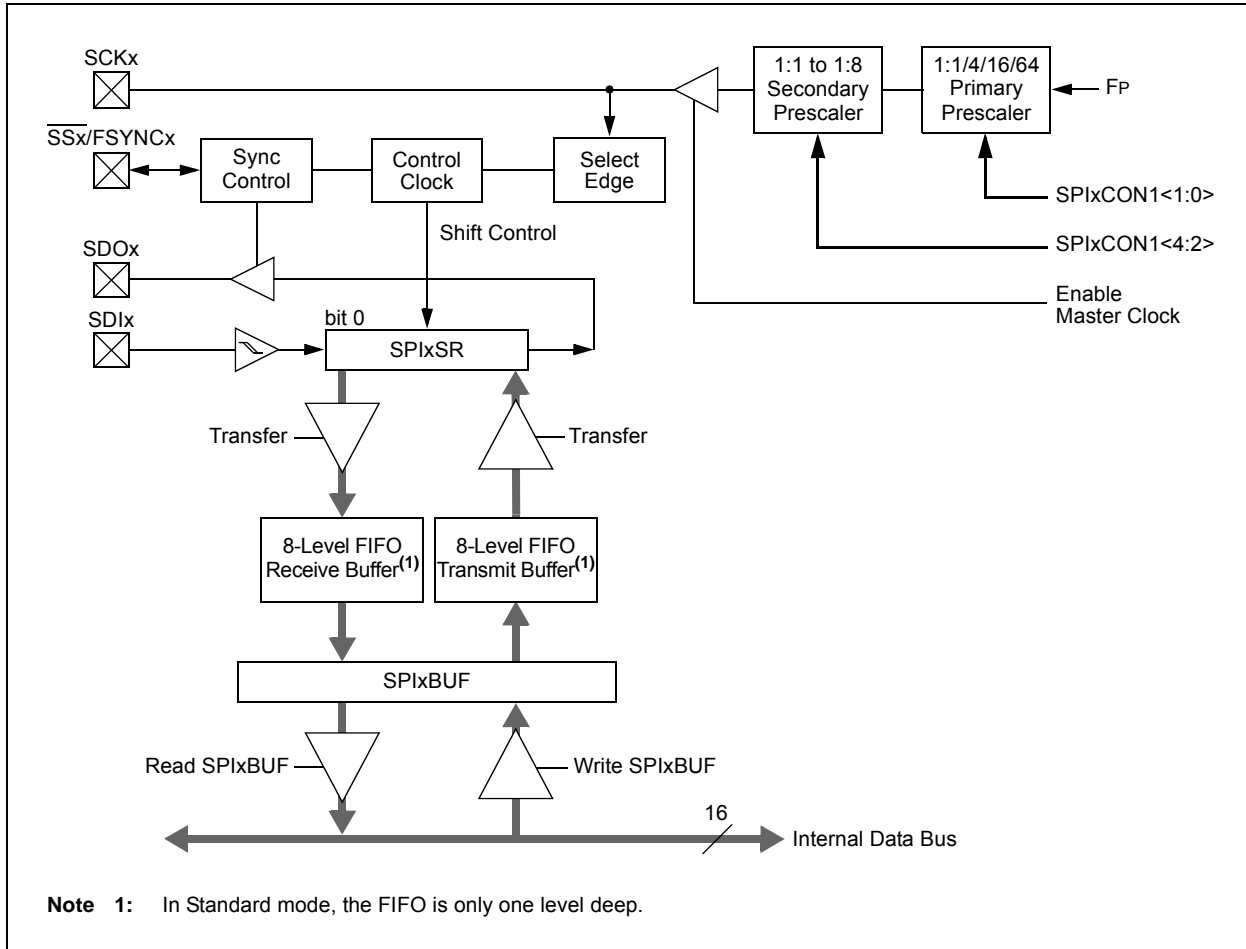 SCKx
SSx/FSYNCx
SDOx
SDIx
1:1 to 1:8
Secondary
Prescaler
1:1/4/16/64
Primary
Prescaler
FP
Sync
Control
Control
Clock
Select
Edge
SPIxCON1<1:0>
Shift Control
SPIxCON1<4:2>
Enable
Master Clock
bit 0
SPIxSR
Transfer
Transfer
8-Level FIFO
Receive Buffer(1)
8-Level FIFO
Transmit Buffer(1)
SPIxBUF
Read SPIxBUF
Write SPIxBUF
16
Internal Data Bus
Note 1: In Standard mode, the FIFO is only one level deep.